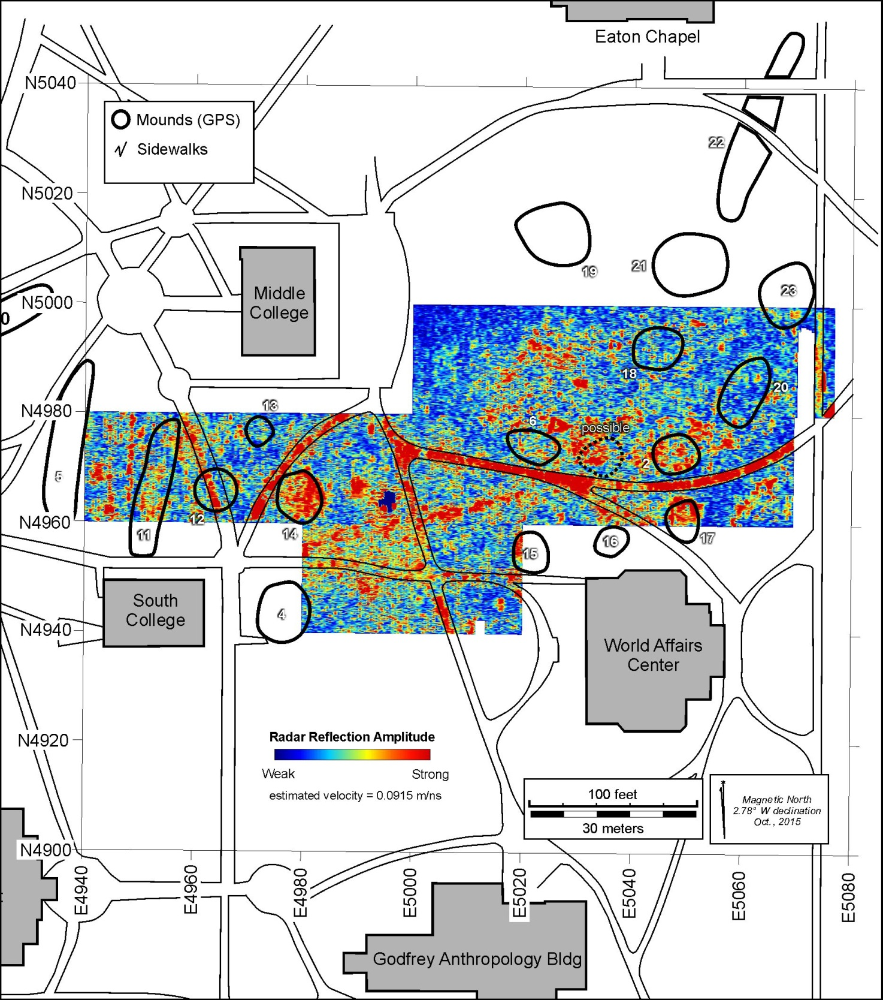 Eaton Chapel
N5040
Mounds (GPS)
Sidewalks
22
N5020
19
21
23
Middle
College
N5000
0
18
20
N4980
13
6
possible
2
5
12
14
N4960
11
17
16
15
South
College
4
N4940
World Affairs
Center
N4920
Radar Reflection Amplitude
Weak
Strong
estimated velocity = 0.0915 m/ns
100 feet
30 meters
Magnetic North
2.78° W declination
Oct., 2015
N4900
E4940
E4960
E4980
E5000
E5020
E5040
E5060
E5080
Godfrey Anthropology Bldg